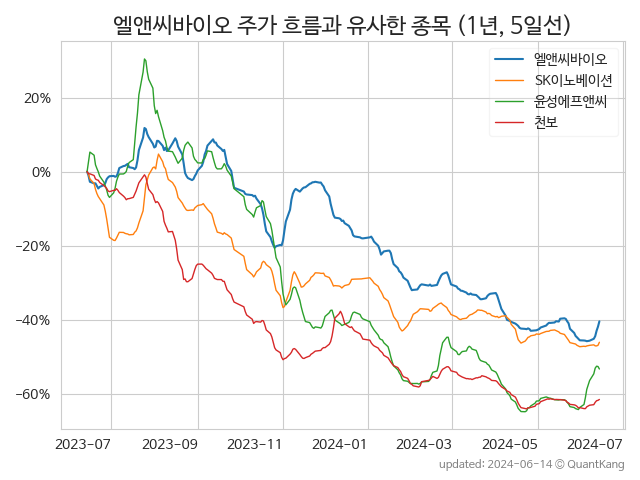 엘앤씨바이오 주가 흐름과 유사한 종목 (1년, 5일선)
엘앤씨바이오
SK이노베이션
윤성에프앤씨
천보
20%
0%
−20%
−40%
−60%
2023-07 2023-09 2023-11 2024-01 2024-03 2024-05 2024-07
updated: 2024-06-14 © QuantKang